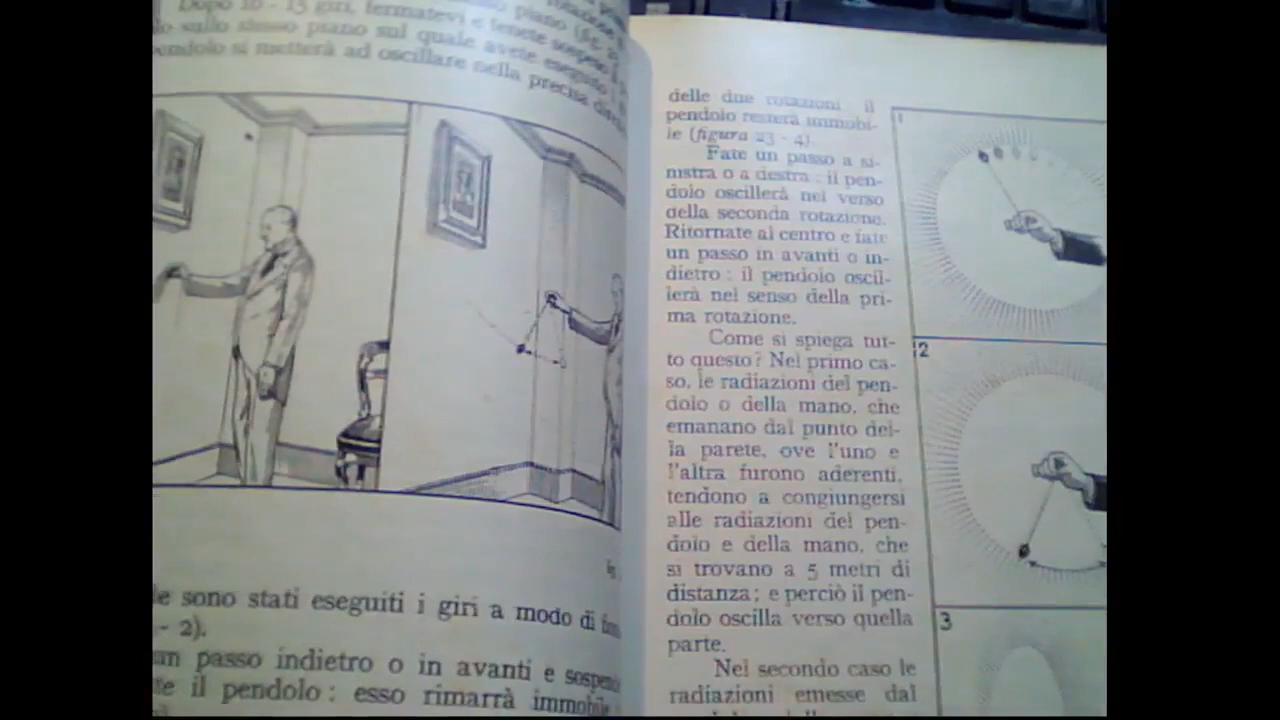 Dopo 10 - 15 giri, fermatevi e tenete
lo stesso piano sul quale avete eseguito
pendolo si metterà ad oscillare nella precisa
le sono stati eseguiti i giri a modo di
- 2).
un passo indietro o in avanti e
te il pendolo : esso rimarrà immobile
delle due rotazioni il
pendolo resterà immobi-
le (figura 23 - 4).
Fate un passo a si-
nistra o a destra : il pen-
dolo oscillerà nel verso
della seconda rotazione.
Ritornate al centro e fate
un passo in avanti o in-
dietro : il pendolo oscil-
lerà nel senso della pri-
ma rotazione.
Come si spiega tut-
to questo? Nel primo ca-
so, le radiazioni del pen-
dolo o della mano, che
emanano dal punto del-
la parete, ove l'uno e
l'altra furono aderenti,
tendono a congiungersi
alle radiazioni del pen-
dolo e della mano, che
si trovano a 5 metri di
distanza; e perciò il pen-
dolo oscilla verso quella
parte.
Nel secondo caso le
radiazioni emesse dal
1
2
3